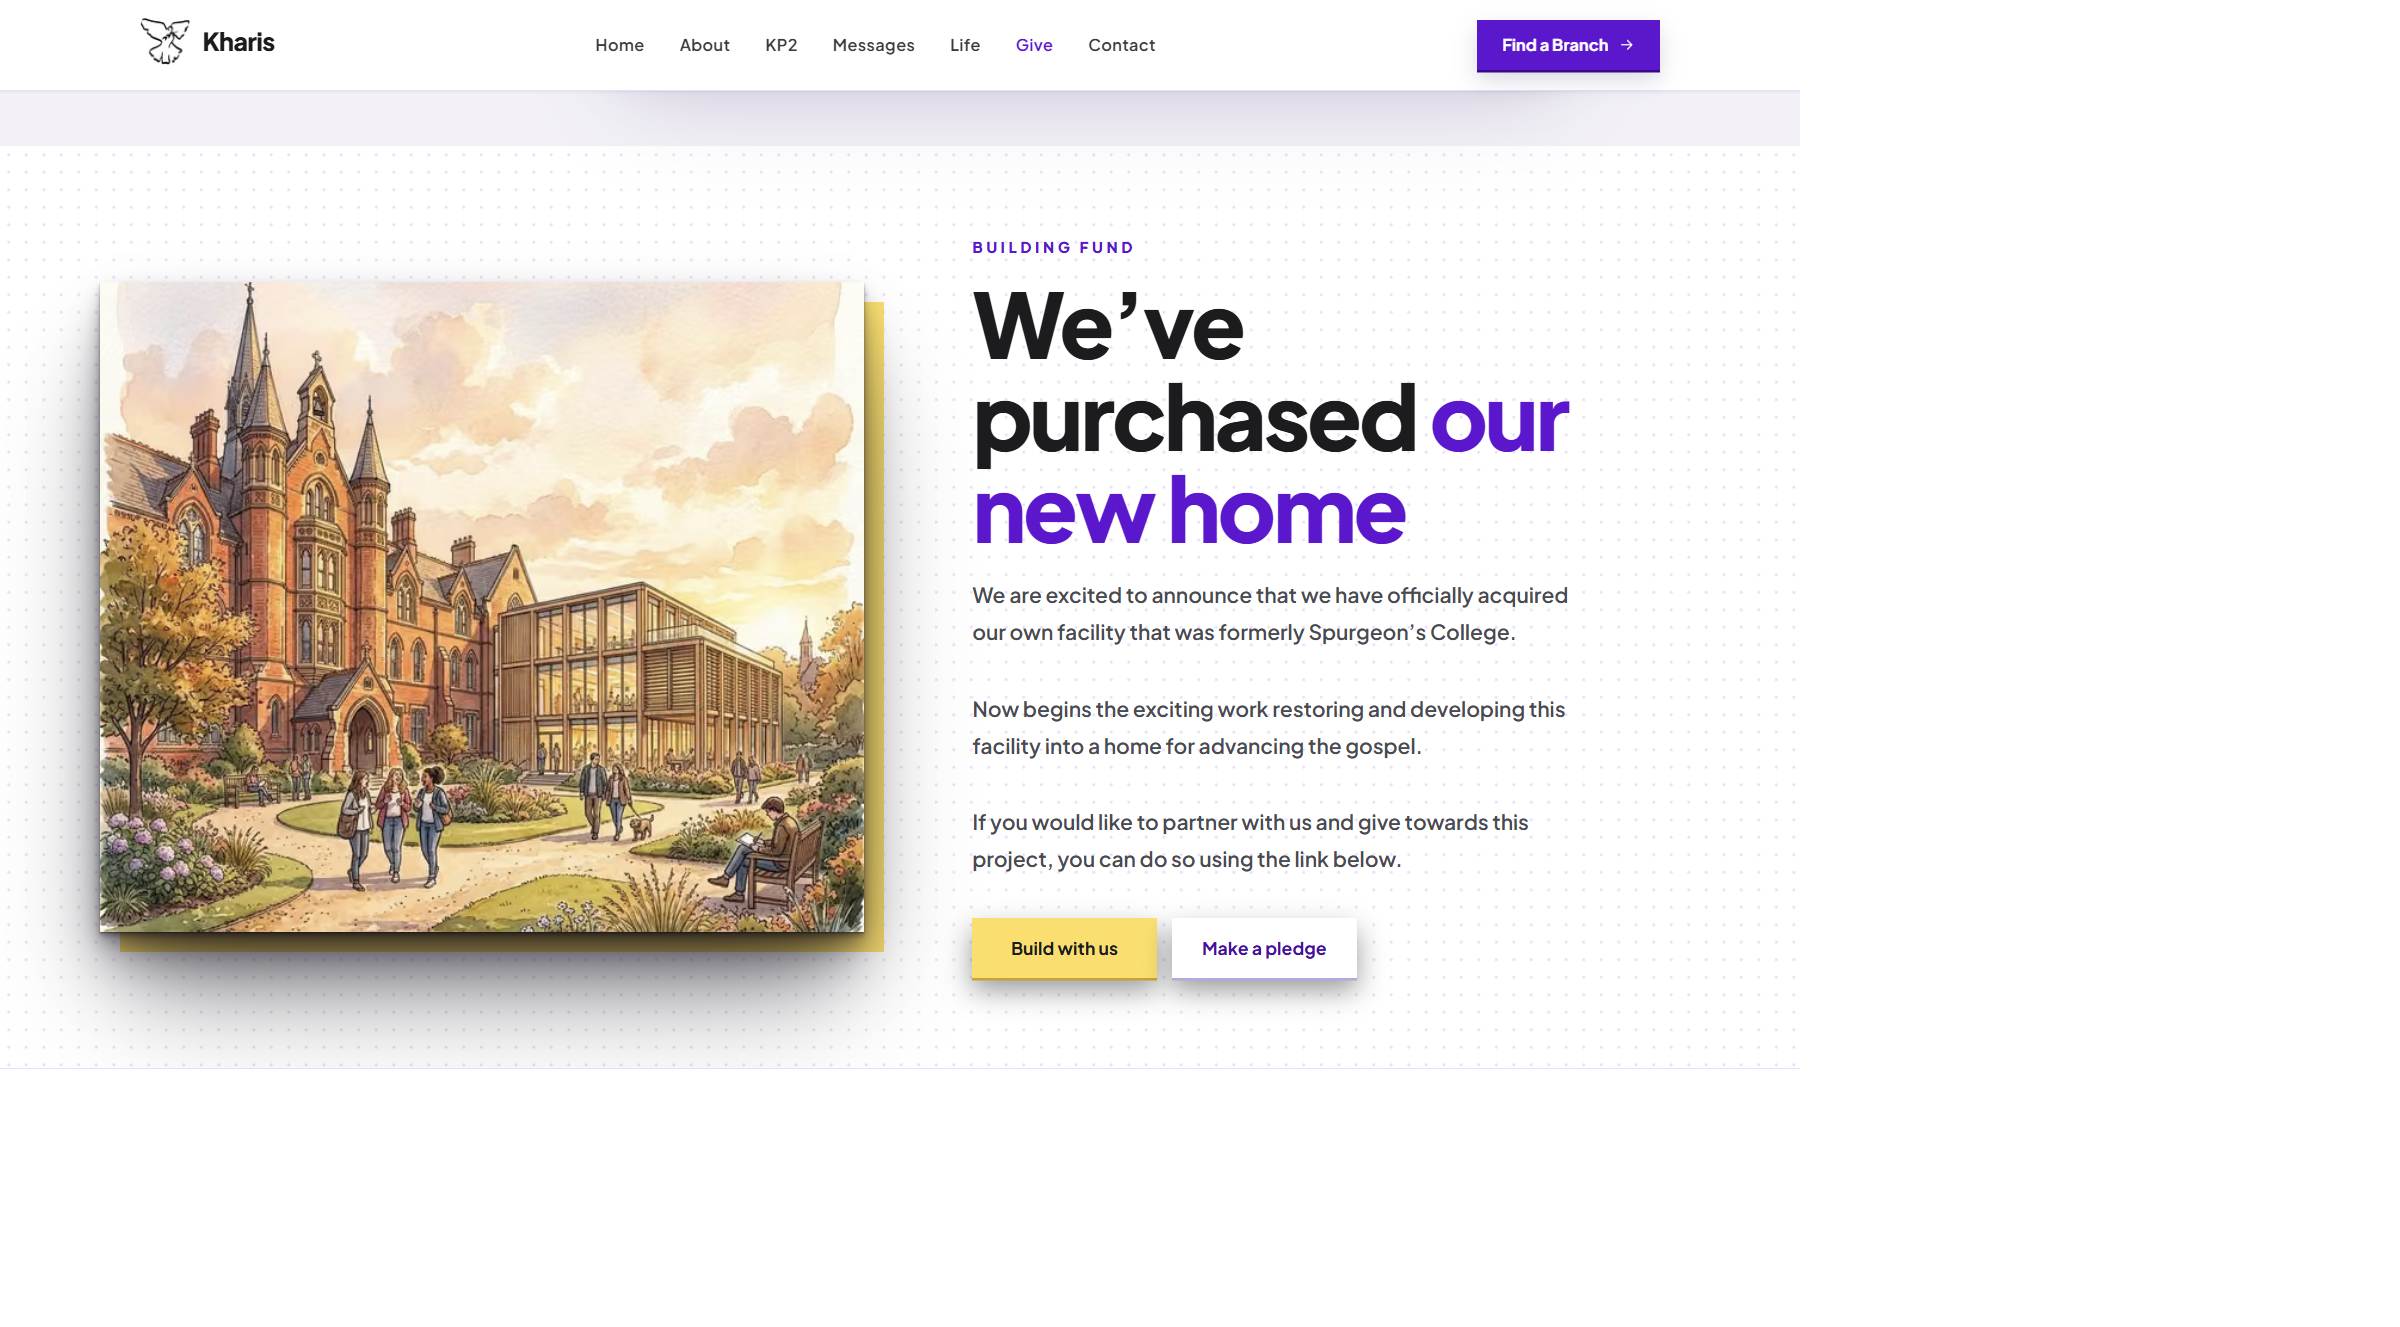 Kharis
Home
About
KP2
Messages
Life
Give
Contact
Find a Branch →
BUILDING FUND
We’ve
purchased our
new home
We are excited to announce that we have officially acquired
our own facility that was formerly Spurgeon’s College.
Now begins the exciting work restoring and developing this
facility into a home for advancing the gospel.
If you would like to partner with us and give towards this
project, you can do so using the link below.
Build with us
Make a pledge